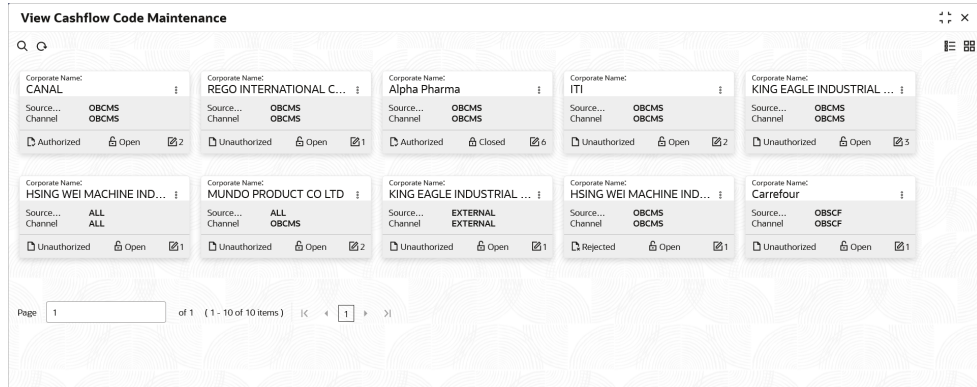 View Cashflow Code Maintenance
Corporate Name: Corporate Name: Corporate Name: Corporate Name: Corporate Name:
CANAL REGO INTERNATIONAL C... Alpha Pharma ITI KING EAGLE INDUSTRIAL ...
Source... OBCMS Source... OBCMS Source... OBCMS Source... OBCMS Source... OBCMS
Channel OBCMS Channel OBCMS Channel OBCMS Channel OBCMS Channel OBCMS
Authorized Open 2 Unauthorized Open 1 Authorized Closed 6 Unauthorized Open 2 Unauthorized Open 3
Corporate Name: Corporate Name: Corporate Name: Corporate Name: Corporate Name:
HSING WEI MACHINE IND... MUNDO PRODUCT CO LTD KING EAGLE INDUSTRIAL ... HSING WEI MACHINE IND... Carrefour
Source... ALL Source... ALL Source... EXTERNAL Source... OBCMS Source... OBSCF
Channel ALL Channel OBCMS Channel EXTERNAL Channel OBCMS Channel OBSCF
Unauthorized Open 1 Unauthorized Open 2 Unauthorized Open 1 Rejected Open 1 Unauthorized Open 1
Page 1 of 1 (1 - 10 of 10 items) 1